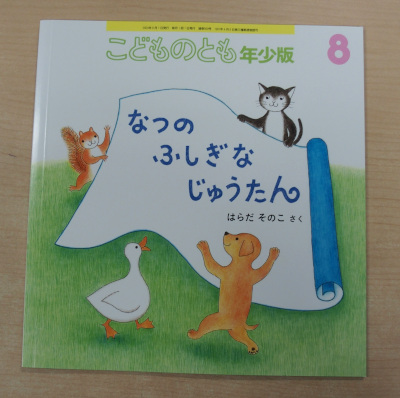 こどものとも 年少版
8
なつの
ふしぎな
じゅうたん
はらだ そのこ さく